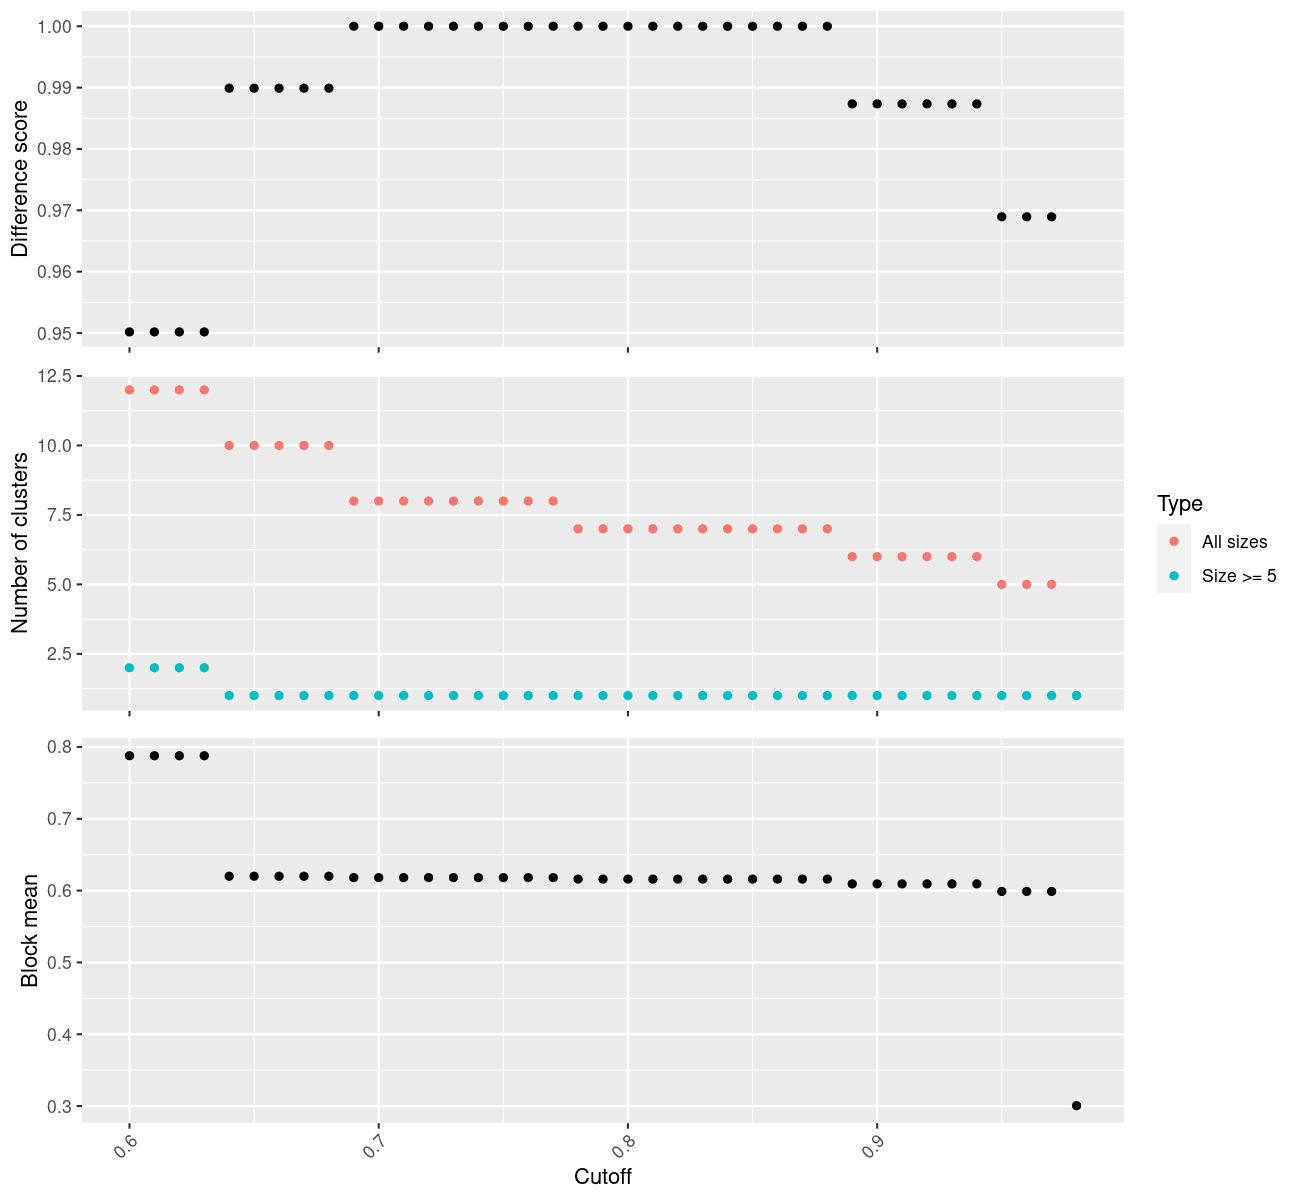 Difference score
1.00
0.99
0.98
0.97
0.96
0.95
Number of clusters
12.5
10.0
7.5
5.0
2.5
Type
All sizes
Size >= 5
Block mean
0.8
0.7
0.6
0.5
0.4
0.3
0.6 0.7 0.8 0.9
Cutoff